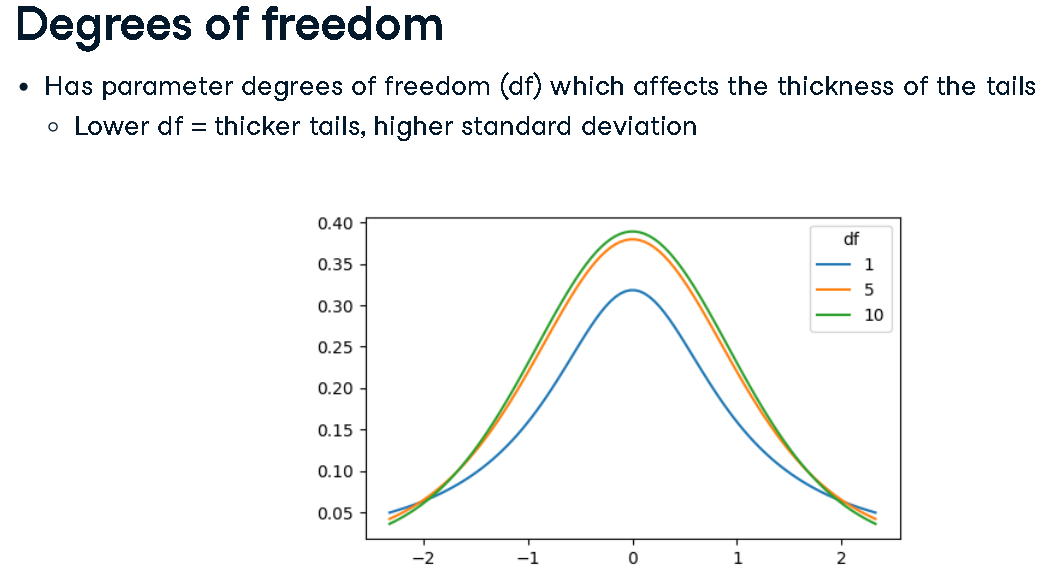 Degrees of freedom
• Has parameter degrees of freedom (df) which affects the thickness of the tails
○ Lower df = thicker tails, higher standard deviation
0.40
0.35
0.30
0.25
0.20
0.15
0.10
0.05
−2 −1 0 1 2
df
1
5
10